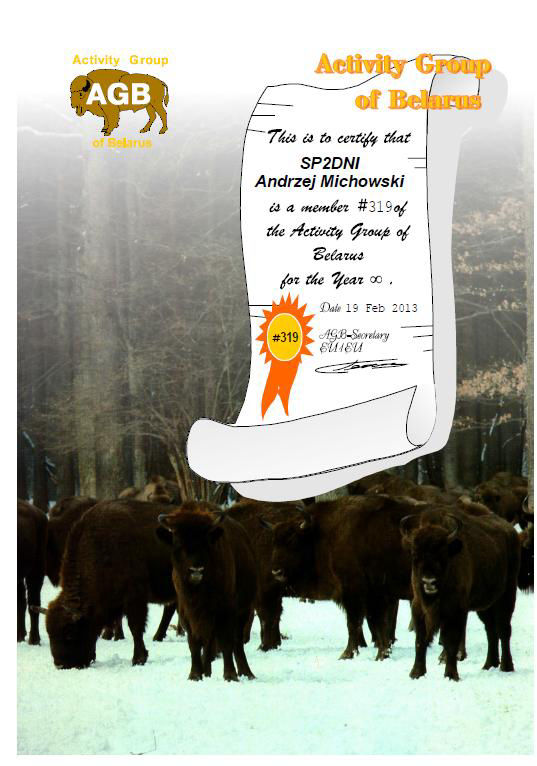 Activity Group
AGB
of Belarus
Activity Group
of Belarus
This is to certify that
SP2DNI
Andrzej Michowski
is a member #319of
the Activity Group of
Belarus
for the Year ∞ .
Date 19 Feb 2013
#319
AGB-Secretary
EU1EU